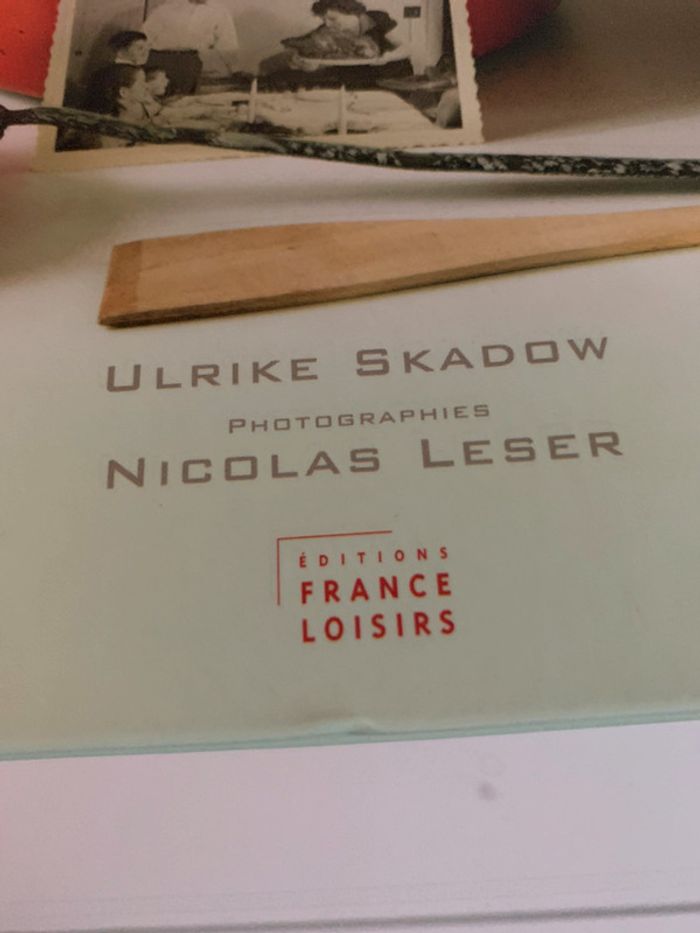 Ulrike Skadow
Photographies
Nicolas Leser
ÉDITIONS
FRANCE
LOISIRS